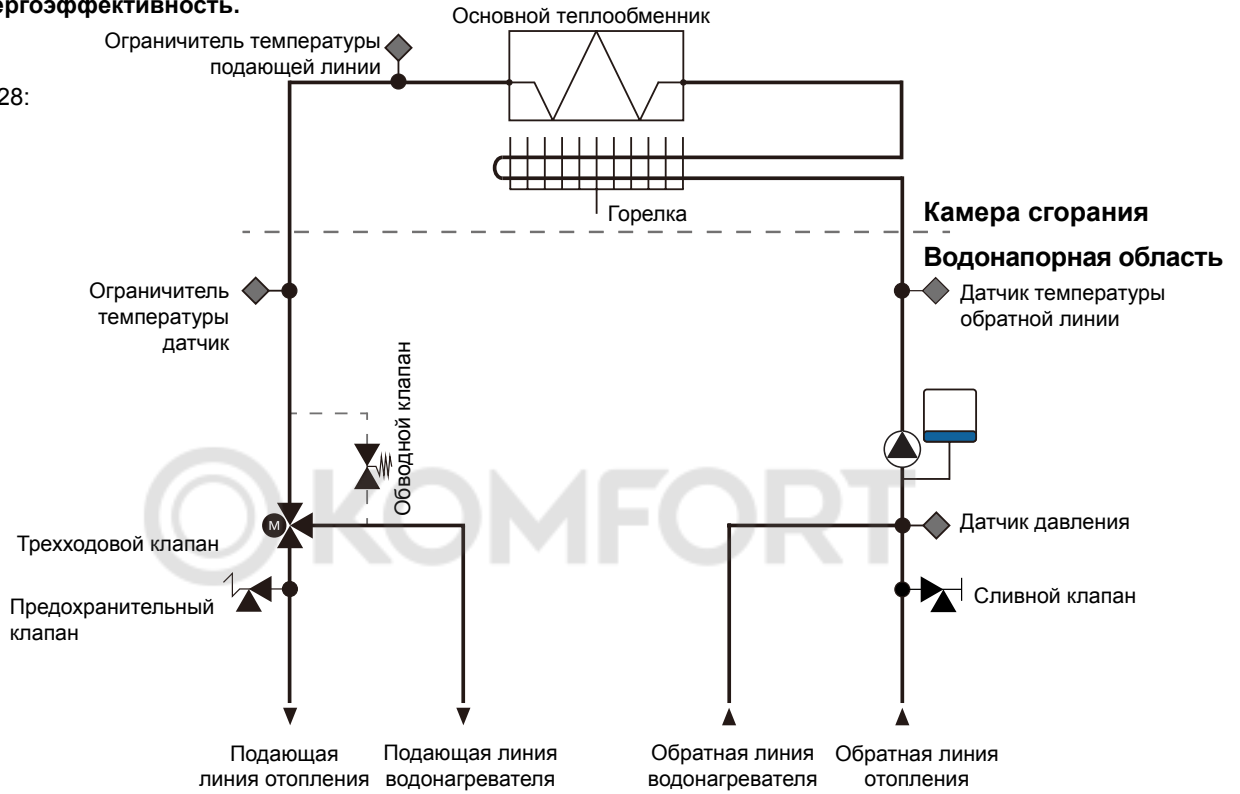 ергоэффективность.
Основной теплообменник
Ограничитель температуры
подающей линии
28:
Горелка
Камера сгорания
Водонапорная область
Ограничитель
температуры
датчик
Датчик температуры
обратной линии
Обводной клапан
OKOMFORT
M
Трехходовой клапан
Датчик давления
Предохранительный
клапан
Сливной клапан
Подающая
линия отопления
Подающая линия
водонагревателя
Обратная линия
водонагревателя
Обратная линия
отопления